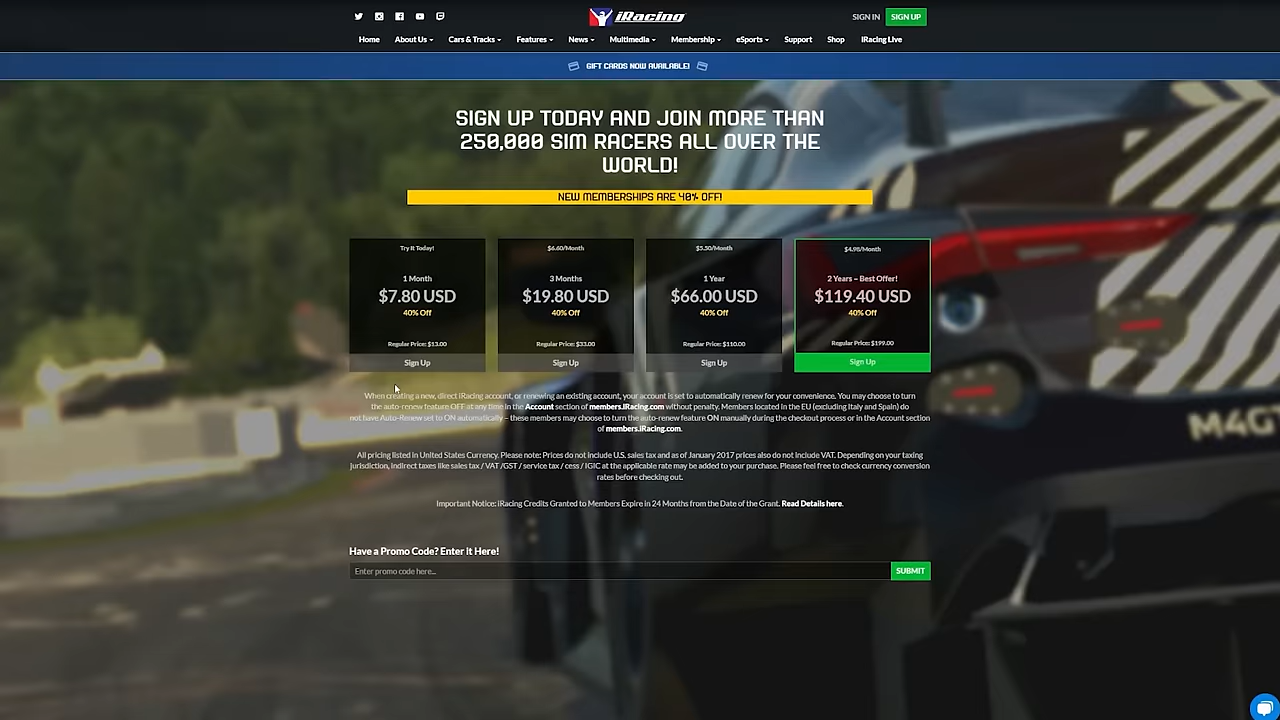 iRacing
SIGN IN SIGN UP
Home About Us Cars & Tracks Features News Multimedia Membership eSports Support Shop iRacing Live
GIFT CARDS NOW AVAILABLE!
SIGN UP TODAY AND JOIN MORE THAN
250,000 SIM RACERS ALL OVER THE
WORLD!
NEW MEMBERSHIPS ARE 40% OFF!
Try It Today!
1 Month
$7.80 USD
40% Off
Regular Price: $13.00
Sign Up
$6.60/Month
3 Months
$19.80 USD
40% Off
Regular Price: $33.00
Sign Up
$5.50/Month
1 Year
$66.00 USD
40% Off
Regular Price: $110.00
Sign Up
$4.98/Month
2 Years – Best Offer!
$119.40 USD
40% Off
Regular Price: $199.00
Sign Up
When creating a new, direct iRacing account, or renewing an existing account, your account is set to automatically renew for your convenience. You may choose to turn
the auto-renew feature OFF at any time in the Account section of members.iRacing.com without penalty. Members located in the EU (excluding Italy and Spain) do
not have Auto-Renew set to ON automatically – these members may choose to turn the auto-renew feature ON manually during the checkout process or in the Account section
of members.iRacing.com.
All pricing listed in United States Currency. Please note: Prices do not include U.S. sales tax and as of January 2017 prices also do not include VAT. Depending on your taxing
jurisdiction, indirect taxes like sales tax / VAT /GST / service tax / cess / IGIC at the applicable rate may be added to your purchase. Please feel free to check currency conversion
rates before checking out.
Important Notice: iRacing Credits Granted to Members Expire in 24 Months from the Date of the Grant. Read Details here.
Have a Promo Code? Enter it Here!
Enter promo code here...
SUBMIT
M4GT